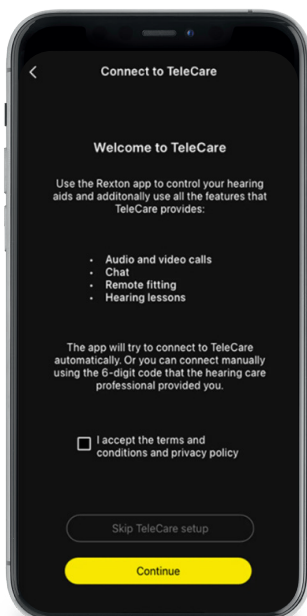 Connect to TeleCare
Welcome to TeleCare
Use the Rexton app to control your hearing
aids and additonally use all the features that
TeleCare provides:
• Audio and video calls
• Chat
• Remote fitting
• Hearing lessons
The app will try to connect to TeleCare
automatically. Or you can connect manually
using the 6-digit code that the hearing care
professional provided you.
I accept the terms and
conditions and privacy policy
Skip TeleCare setup
Continue